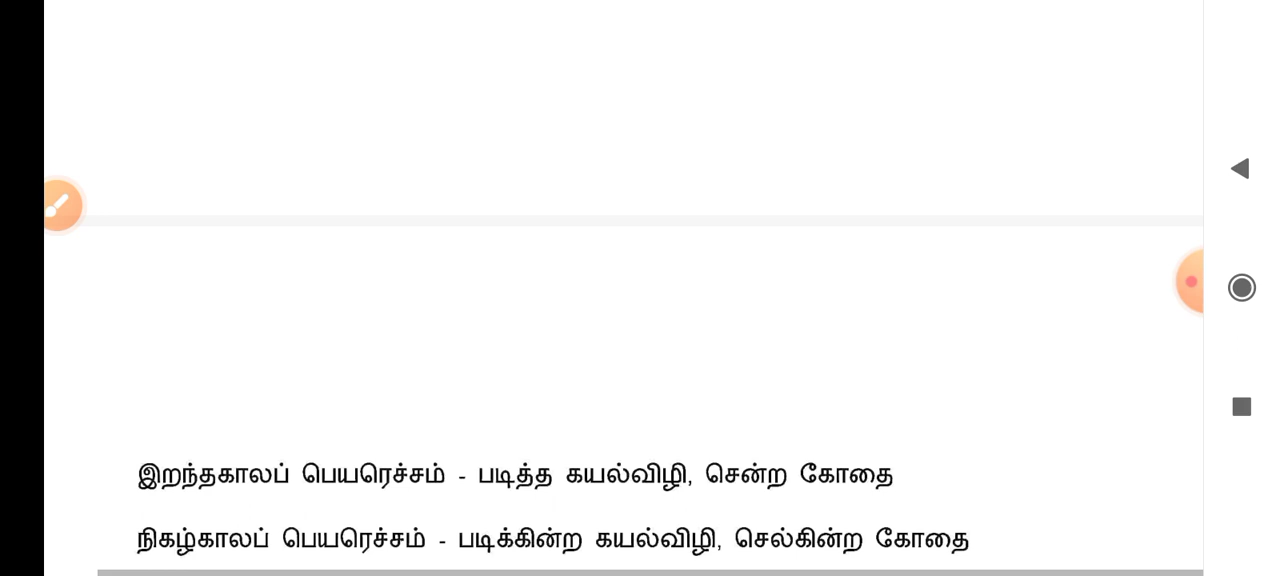 இறந்தகாலப் பெயரெச்சம் - படித்த கயல்விழி, சென்ற கோதை
நிகழ்காலப் பெயரெச்சம் - படிக்கின்ற கயல்விழி, செல்கின்ற கோதை